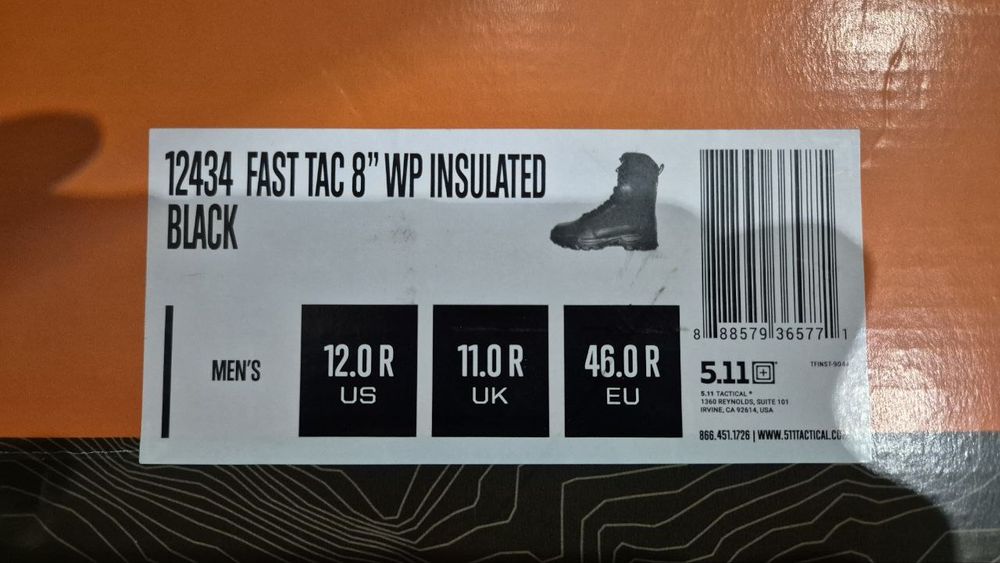 12434 FAST TAC 8” WP INSULATED
BLACK
MEN'S
12.0 R
US
11.0 R
UK
46.0 R
EU
8 88579 36577 1
5.11
5.11 TACTICAL ®
1360 REYNOLDS, SUITE 101
IRVINE, CA 92614, USA
866.451.1726 | WWW.511TACTICAL.CO